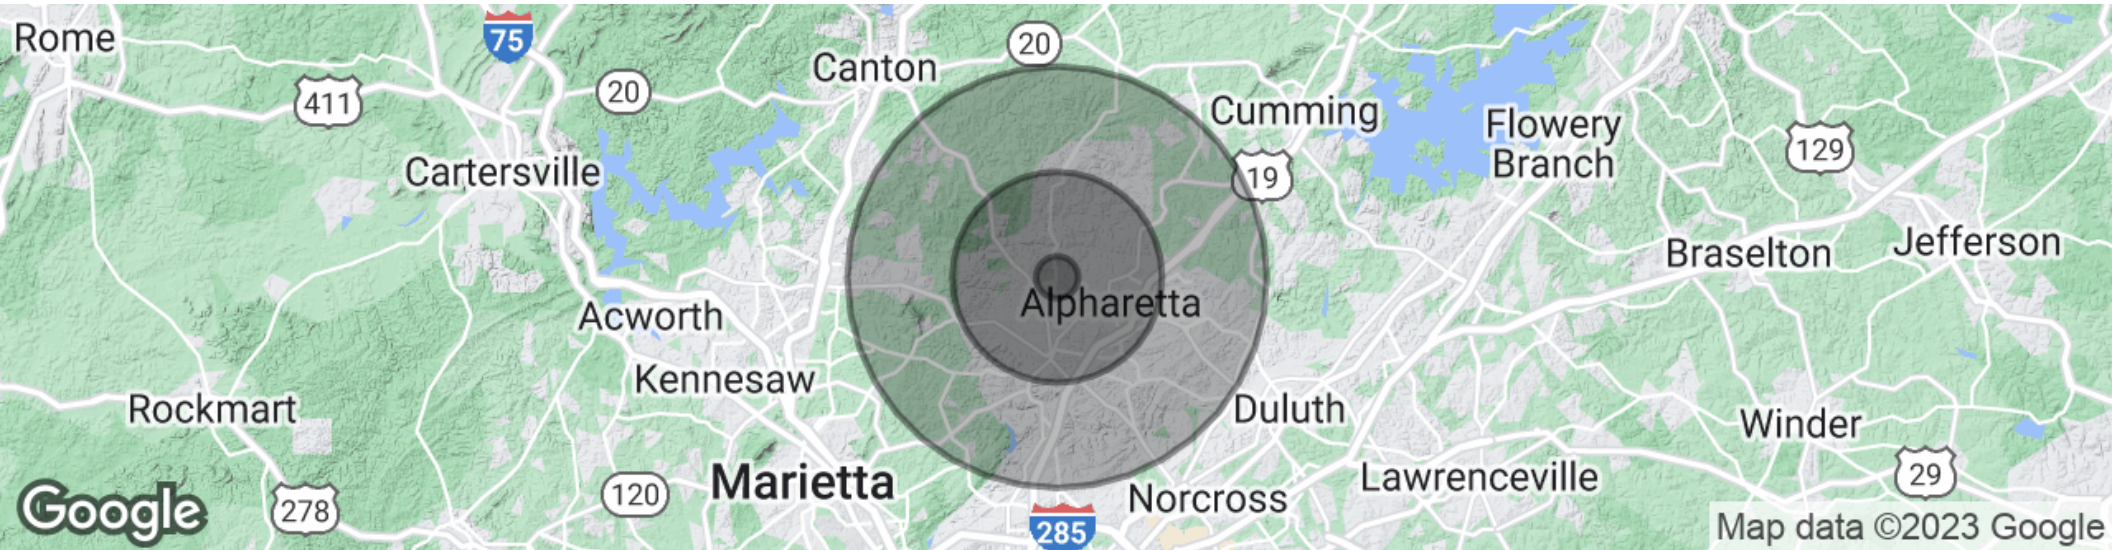 Rome
75
20
Canton
411
20
Cumming
Flowery
Branch
129
Cartersville
19
Braselton
Jefferson
Alpharetta
Acworth
Kennesaw
Rockmart
Duluth
Winder
Marietta
120
Norcross
Lawrenceville
29
Google
278
285
Map data ©2023 Google